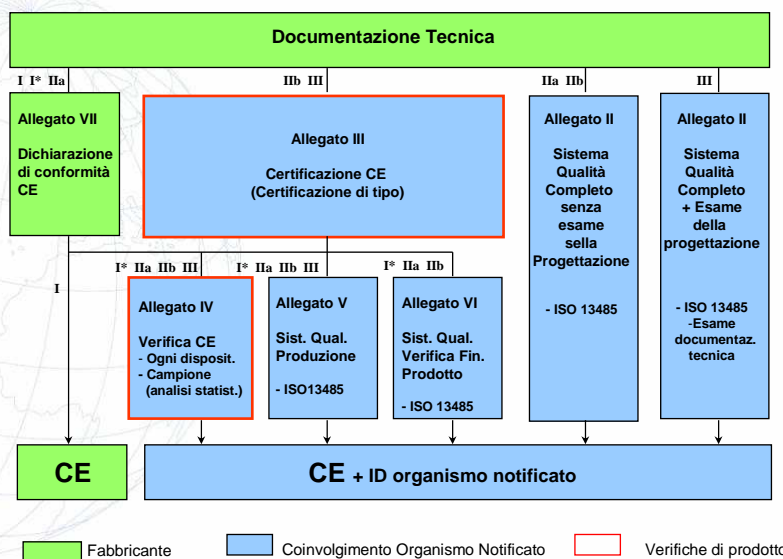 Documentazione Tecnica
I I* IIa
IIb III
IIa IIb
III
Allegato VII
Dichiarazione
di conformità
CE
Allegato III
Certificazione CE
(Certificazione di tipo)
Allegato II
Sistema
Qualità
Completo
senza
esame
sella
Progettazione
- ISO 13485
Allegato II
Sistema
Qualità
Completo
+ Esame
della
progettazione
- ISO 13485
-Esame
documentaz.
tecnica
I
I* IIa IIb III
I* IIa IIb III
I* IIa IIb
Allegato IV
Verifica CE
- Ogni disposit.
- Campione
(analisi statist.)
Allegato V
Sist. Qual.
Produzione
- ISO13485
Allegato VI
Sist. Qual.
Verifica Fin.
Prodotto
- ISO 13485
CE
CE + ID organismo notificato
Fabbricante
Coinvolgimento Organismo Notificato
Verifiche di prodotto